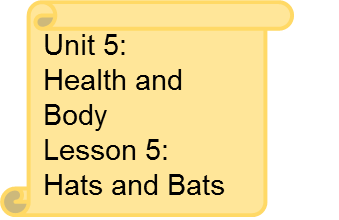 Unit 5:
Health and
Body
Lesson 5:
Hats and Bats